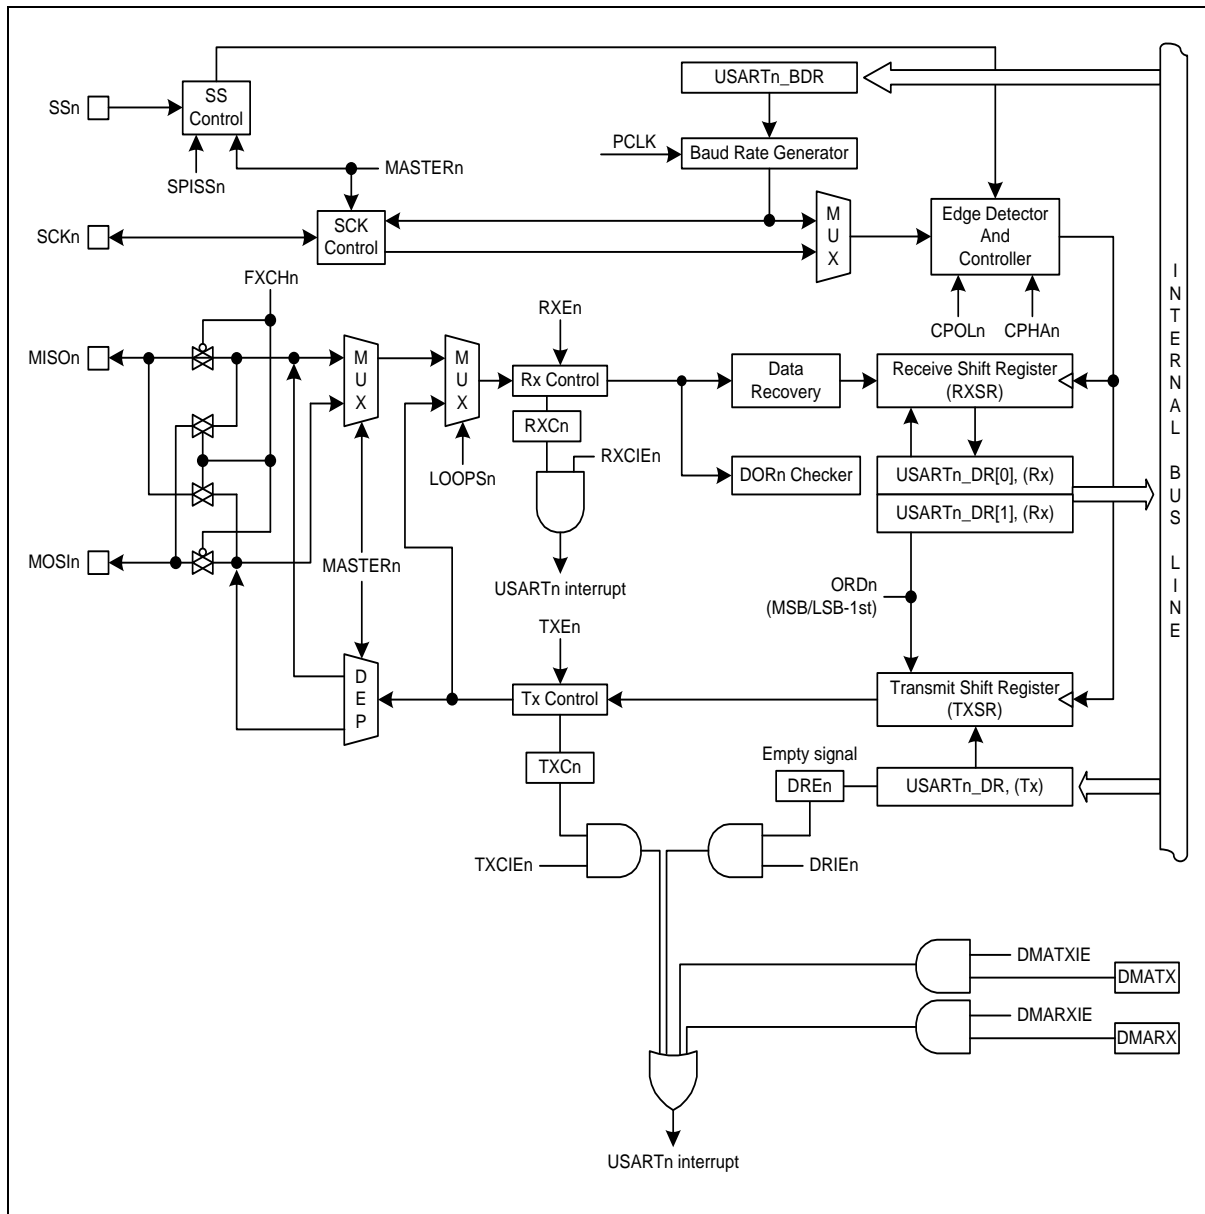 SSn
SS
Control
SPISSn
MASTERn
USARTn_BDR
PCLK
Baud Rate Generator
SCKn
SCK
Control
M
U
X
Edge Detector
And
Controller
CPOLn
CPHAn
FXCHn
MISOn
M
U
X
M
U
X
LOOPSn
RXEn
Rx Control
RXCn
RXCIEn
USARTn interrupt
Data
Recovery
DORn Checker
Receive Shift Register
(RXSR)
USARTn_DR[0], (Rx)
USARTn_DR[1], (Rx)
I
N
T
E
R
N
A
L
B
U
S
L
I
N
E
MOSIn
MASTERn
ORDn
(MSB/LSB-1st)
TXEn
D
E
P
Tx Control
Transmit Shift Register
(TXSR)
TXCn
Empty signal
DREn
USARTn_DR, (Tx)
TXCIEn
DRIEn
DMATXIE
DMATX
DMARXIE
DMARX
USARTn interrupt